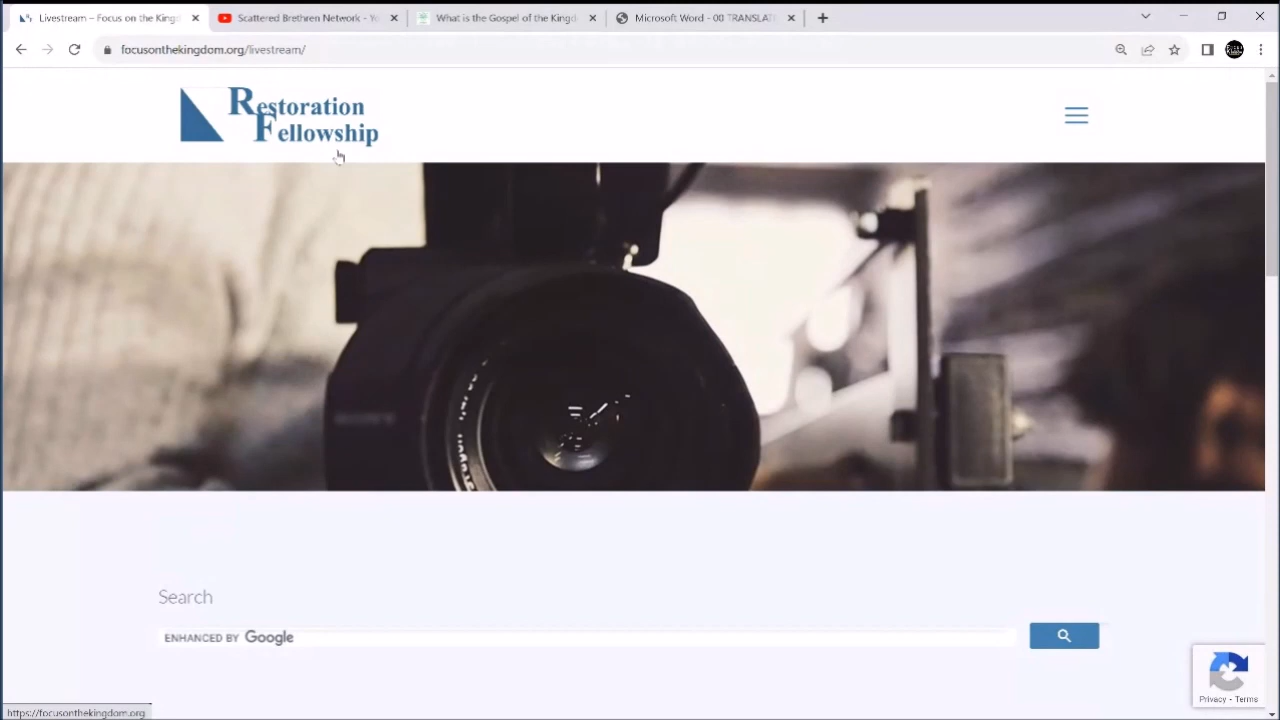 Livestream – Focus on the King
Scattered Brethren Network - Yo
What is the Gospel of the Kingd
Microsoft Word - 00 TRANSLAT
focusonthekingdom.org/livestream/
Restoration
Fellowship
Search
ENHANCED BY Google
Privacy - Terms
https://focusonthekingdom.org